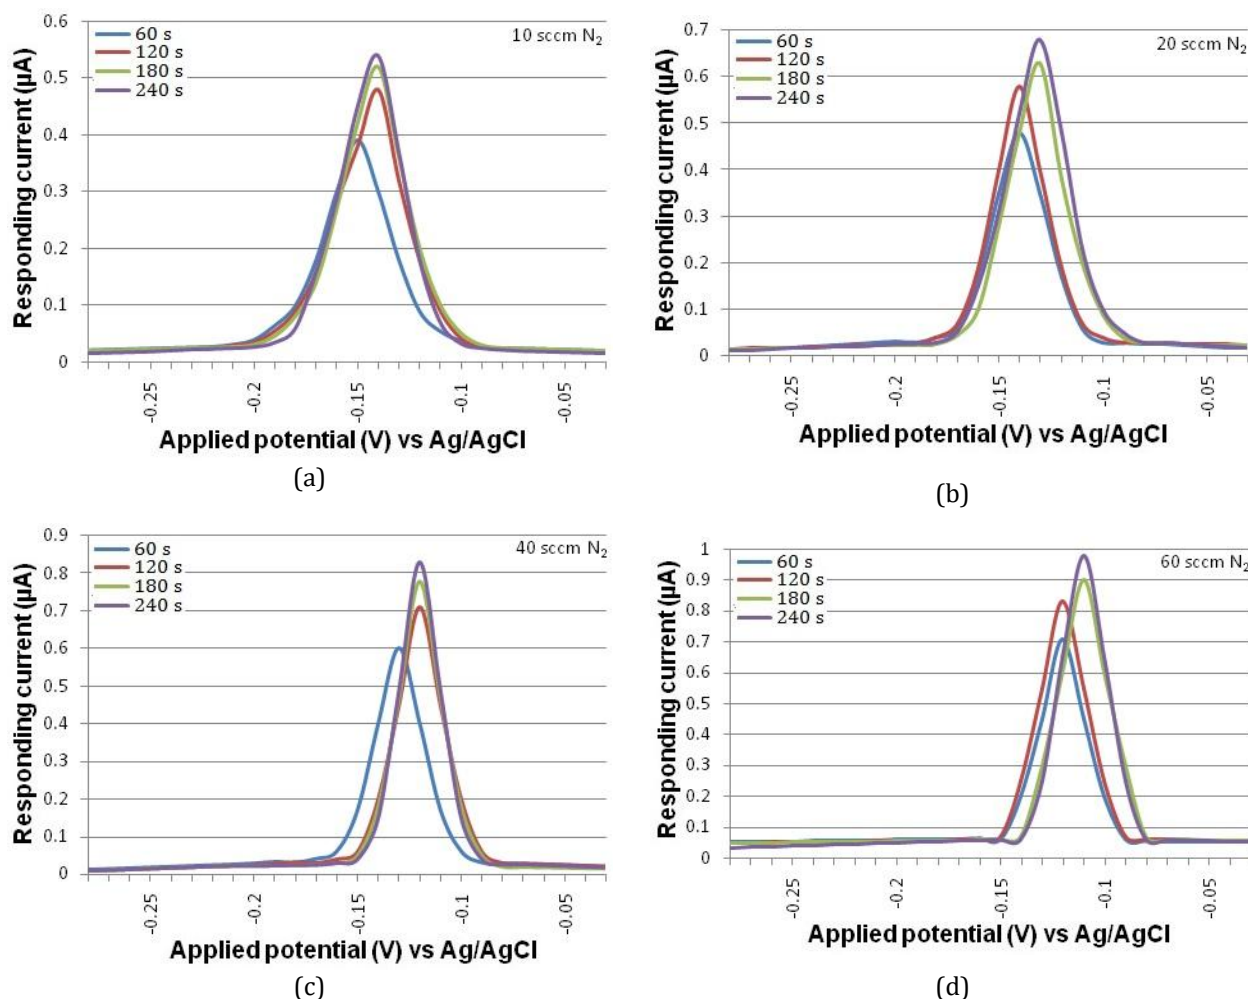 10 sccm N₂
60 s
120 s
180 s
240 s
Responding current (µA)
0.6
0.5
0.4
0.3
0.2
0.1
0
-0.25
-0.2
-0.15
-0.1
-0.05
Applied potential (V) vs Ag/AgCl
(a)
20 sccm N₂
60 s
120 s
180 s
240 s
Responding current (µA)
0.7
0.6
0.5
0.4
0.3
0.2
0.1
0
-0.25
-0.2
-0.15
-0.1
-0.05
Applied potential (V) vs Ag/AgCl
(b)
40 sccm N₂
60 s
120 s
180 s
240 s
Responding current (µA)
0.9
0.8
0.7
0.6
0.5
0.4
0.3
0.2
0.1
0
-0.25
-0.2
-0.15
-0.1
-0.05
Applied potential (V) vs Ag/AgCl
(c)
60 sccm N₂
60 s
120 s
180 s
240 s
Responding current (µA)
1
0.9
0.8
0.7
0.6
0.5
0.4
0.3
0.2
0.1
0
-0.25
-0.2
-0.15
-0.1
-0.05
Applied potential (V) vs Ag/AgCl
(d)